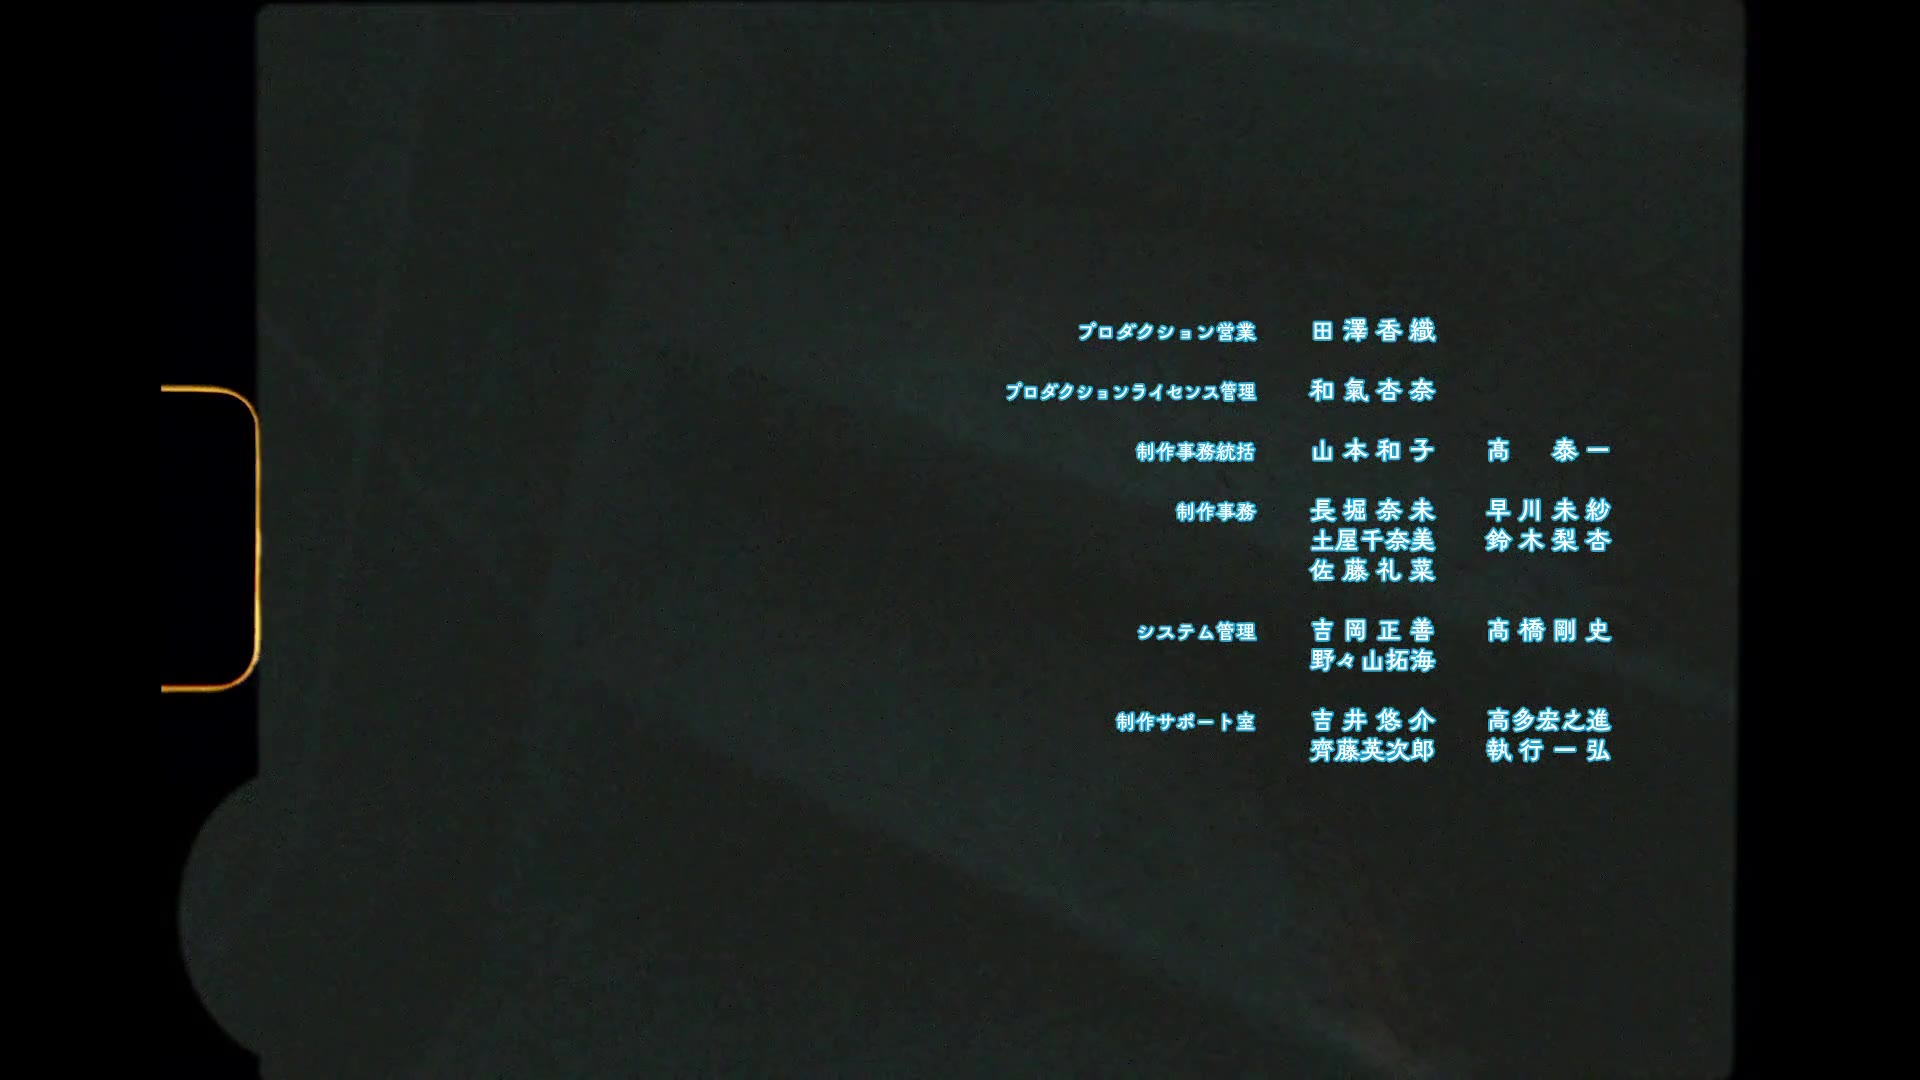 プロダクション営業 田澤香織
プロダクションライセンス管理 和氣杏奈
制作事務統括 山本和子 髙 泰一
制作事務 長堀奈未 早川未紗
土屋千奈美 鈴木梨杏
佐藤礼菜
システム管理 吉岡正善 髙橋剛史
野々山拓海
制作サポート室 吉井悠介 高多宏之進
齊藤英次郎 執行一弘